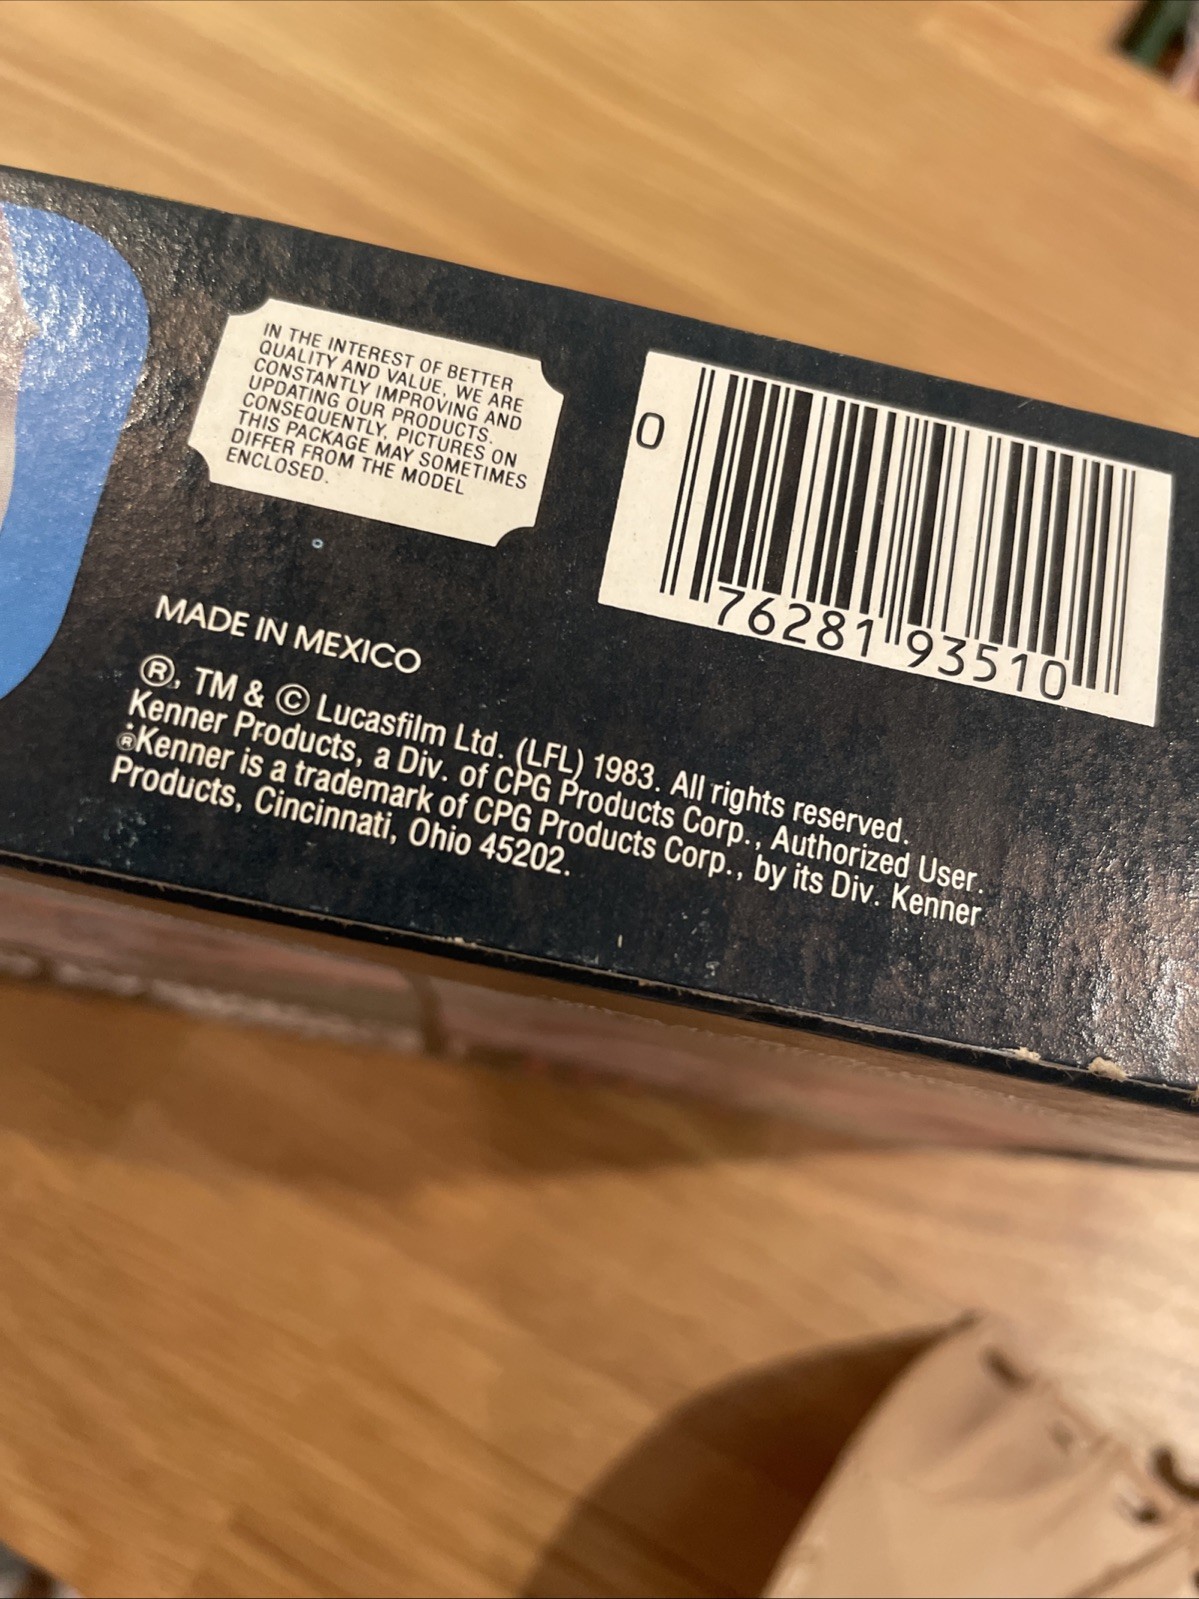 IN THE INTEREST OF BETTER
QUALITY AND VALUE, WE ARE
CONSTANTLY IMPROVING AND
UPDATING OUR PRODUCTS.
CONSEQUENTLY, PICTURES ON
THIS PACKAGE MAY SOMETIMES
DIFFER FROM THE MODEL
ENCLOSED.
0 76281 93510
MADE IN MEXICO
®, TM & © Lucasfilm Ltd. (LFL) 1983. All rights reserved.
Kenner Products, a Div. of CPG Products Corp., Authorized User.
®Kenner is a trademark of CPG Products Corp., by its Div. Kenner
Products, Cincinnati, Ohio 45202.